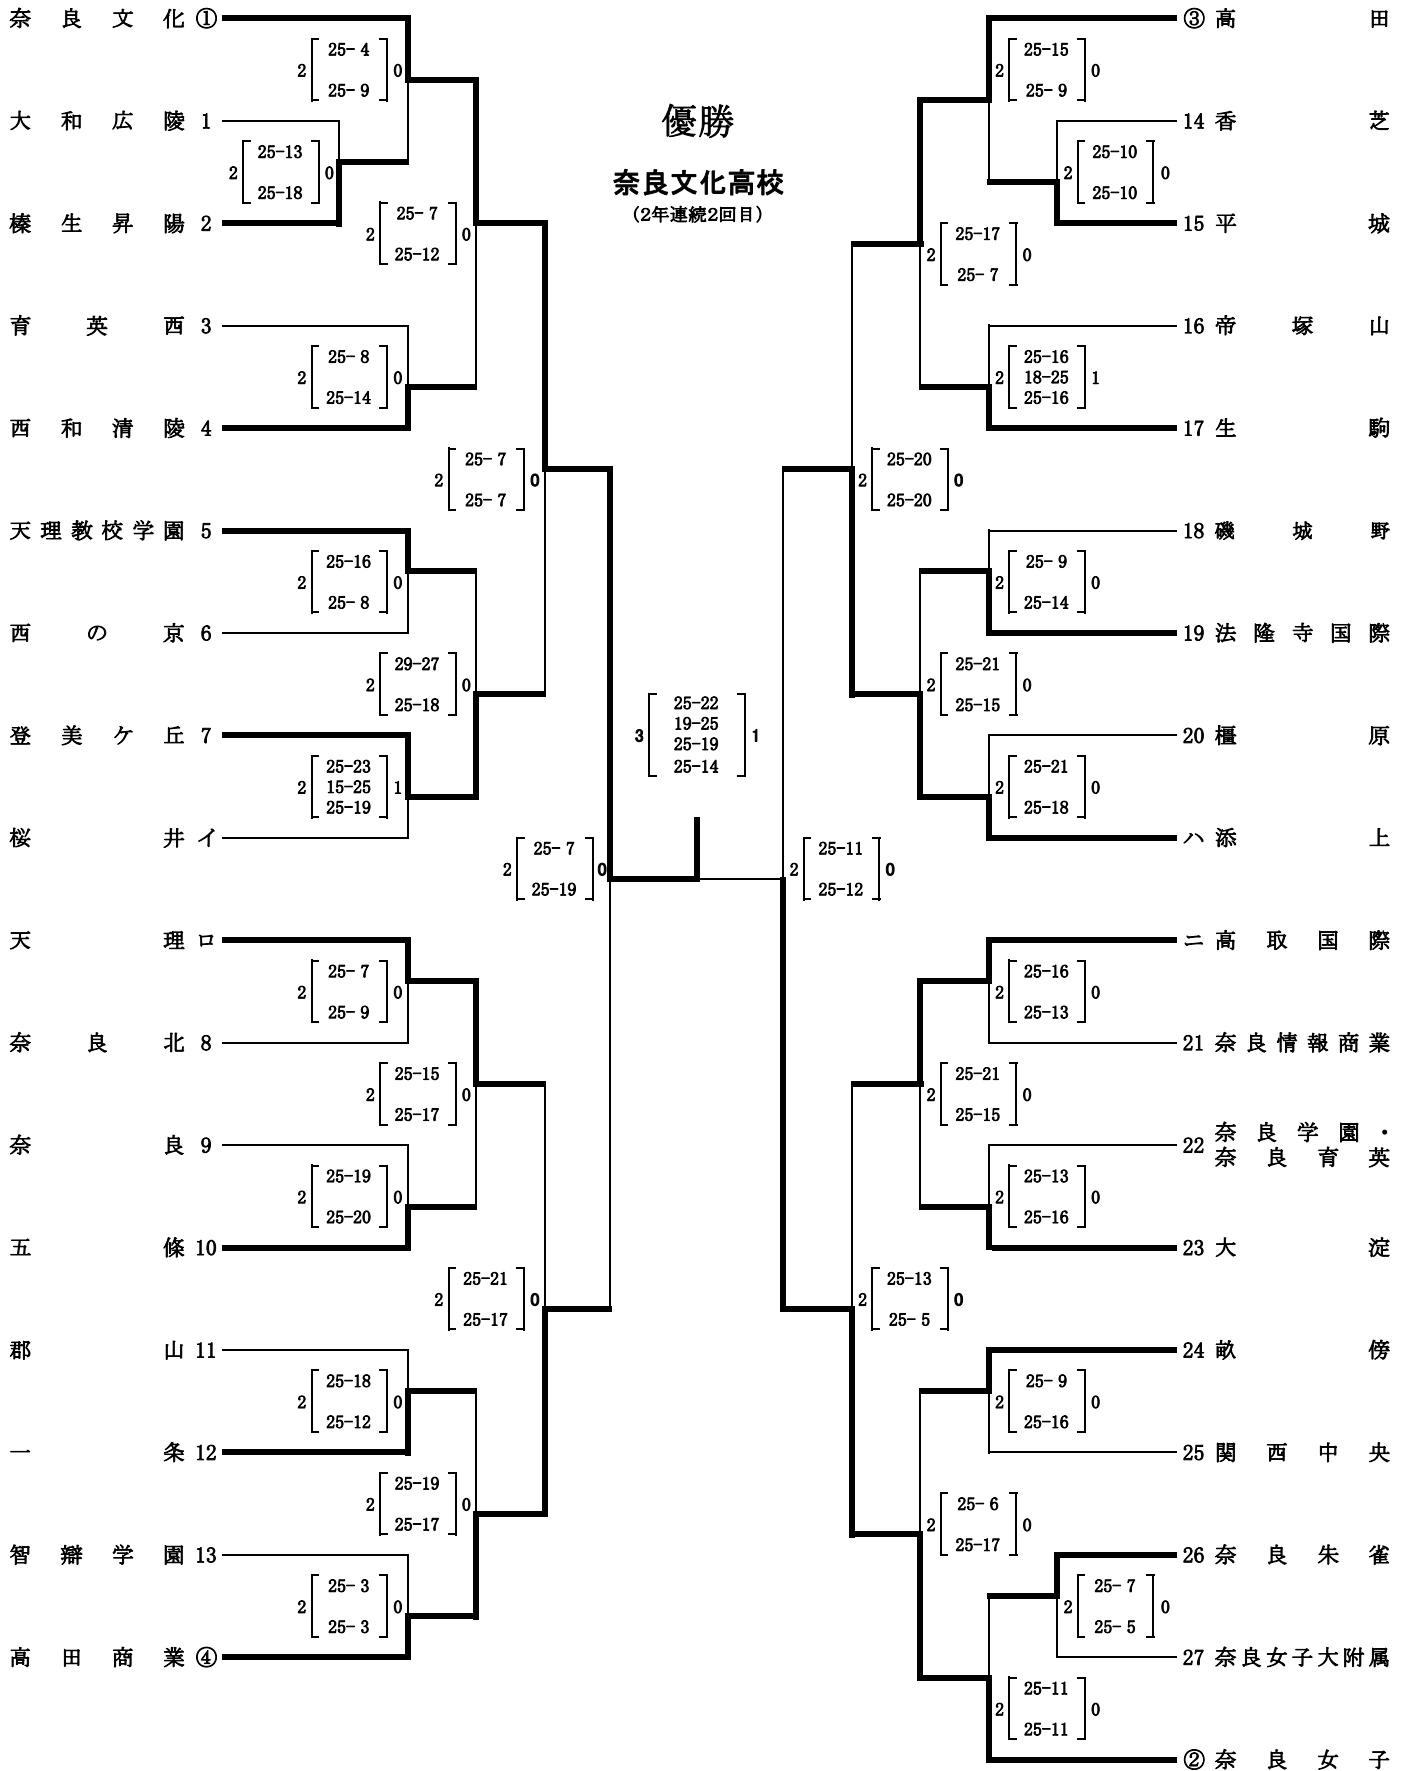 優勝
奈良文化高校
(2年連続2回目)
奈良文化 ①
2 25- 4 0
25- 9
大和広陵 1
2 25-13 0
25-18
榛生昇陽 2
2 25- 7 0
25-12
育英西 3
2 25- 8 0
25-14
西和清陵 4
2 25- 7 0
25- 7
天理教校学園 5
2 25-16 0
25- 8
西の京 6
2 29-27 0
25-18
登美ケ丘 7
25-23
2 15-25 1
25-19
桜井 イ
2 25- 7 0
25-19
天理 ロ
2 25- 7 0
25- 9
奈良北 8
2 25-15 0
25-17
奈良 9
2 25-19 0
25-20
五條 10
2 25-21 0
25-17
郡山 11
2 25-18 0
25-12
一条 12
2 25-19 0
25-17
智辯学園 13
2 25- 3 0
25- 3
高田商業 ④
25-22
19-25
3 25-19 1
25-14
③ 高田
2 25-15 0
25- 9
14 香芝
2 25-10 0
25-10
15 平城
2 25-17 0
25- 7
16 帝塚山
25-16
2 18-25 1
25-16
17 生駒
2 25-20 0
25-20
18 磯城野
2 25- 9 0
25-14
19 法隆寺国際
2 25-21 0
25-15
20 橿原
2 25-21 0
25-18
ハ 添上
2 25-11 0
25-12
ニ 高取国際
2 25-16 0
25-13
21 奈良情報商業
2 25-21 0
25-15
22 奈良学園・
奈良育英
2 25-13 0
25-16
23 大淀
2 25-13 0
25- 5
24 畝傍
2 25- 9 0
25-16
25 関西中央
2 25- 6 0
25-17
26 奈良朱雀
2 25- 7 0
25- 5
27 奈良女子大附属
2 25-11 0
25-11
② 奈良女子